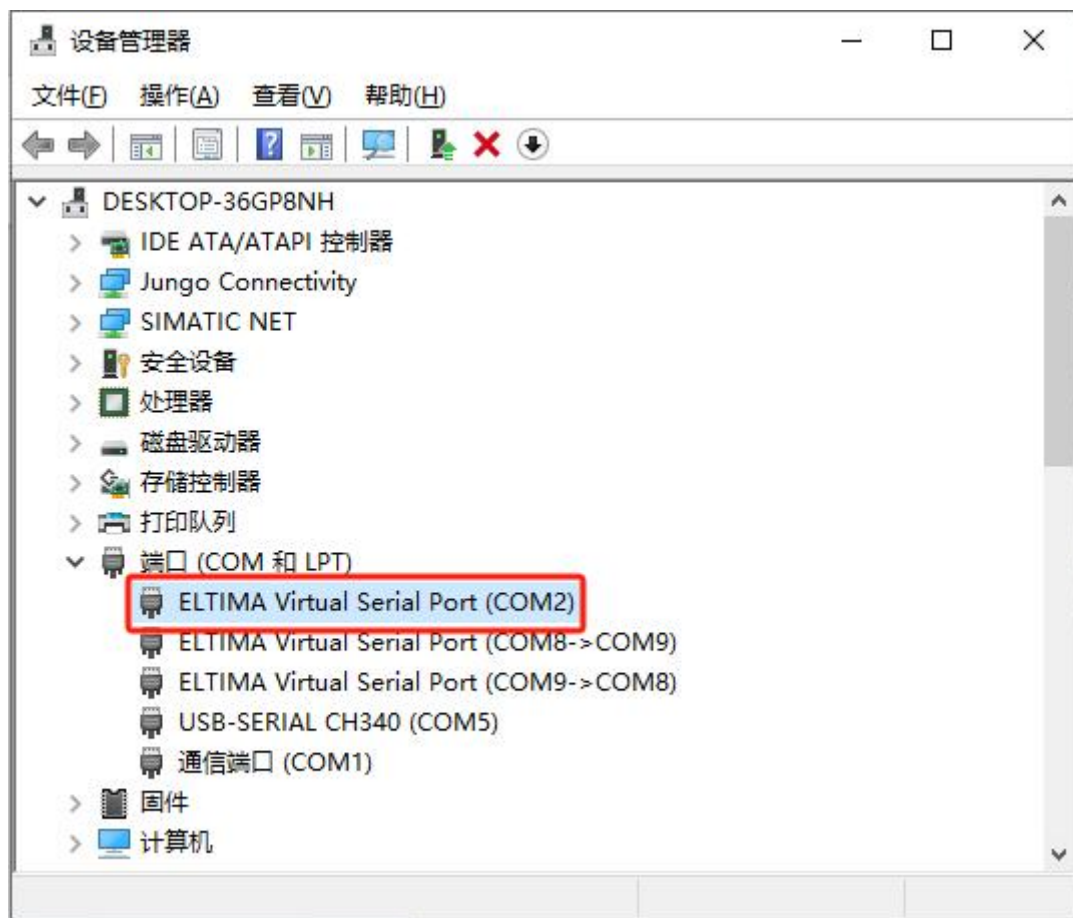 设备管理器
文件(F) 操作(A) 查看(V) 帮助(H)
DESKTOP-36GP8NH
IDE ATA/ATAPI 控制器
Jungo Connectivity
SIMATIC NET
安全设备
处理器
磁盘驱动器
存储控制器
打印队列
端口 (COM 和 LPT)
ELTIMA Virtual Serial Port (COM2)
ELTIMA Virtual Serial Port (COM8->COM9)
ELTIMA Virtual Serial Port (COM9->COM8)
USB-SERIAL CH340 (COM5)
通信端口 (COM1)
固件
计算机